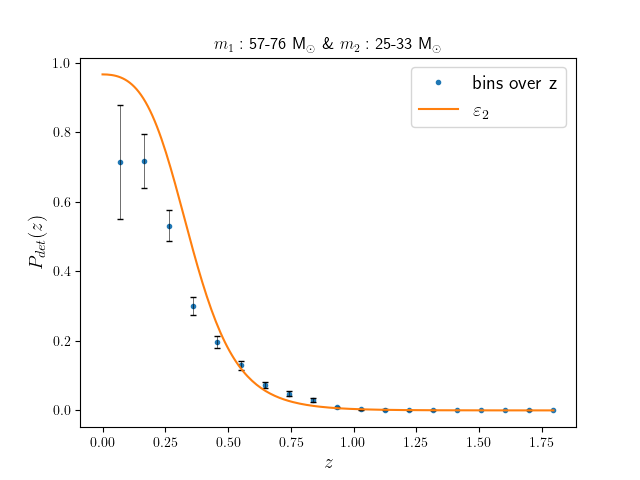 m₁ : 57-76 M☉ & m₂ : 25-33 M☉
bins over z
ε₂
P_det(z)
1.0
0.8
0.6
0.4
0.2
0.0
0.00 0.25 0.50 0.75 1.00 1.25 1.50 1.75
z